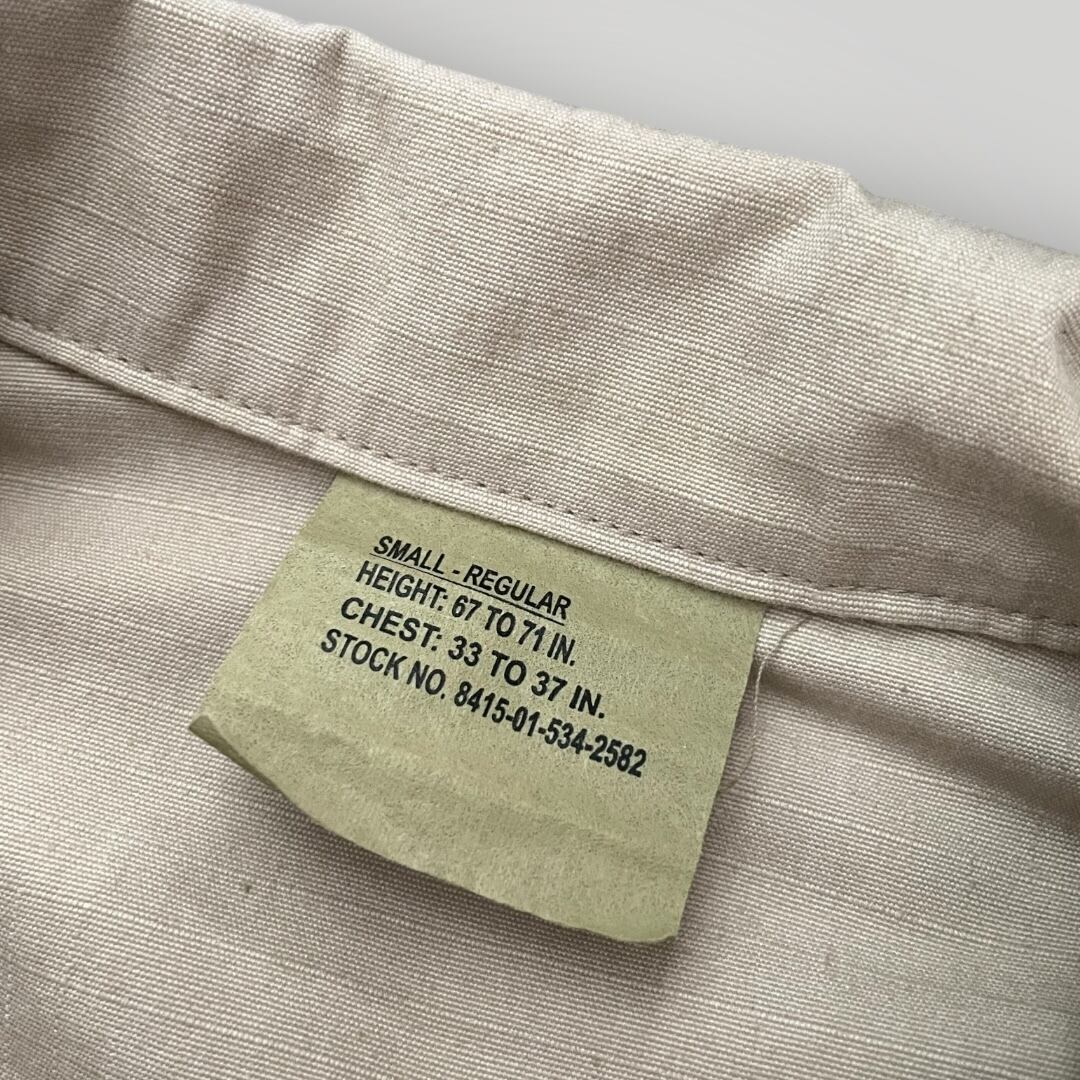 SMALL - REGULAR
HEIGHT: 67 TO 71 IN.
CHEST: 33 TO 37 IN.
STOCK NO. 8415-01-534-2582